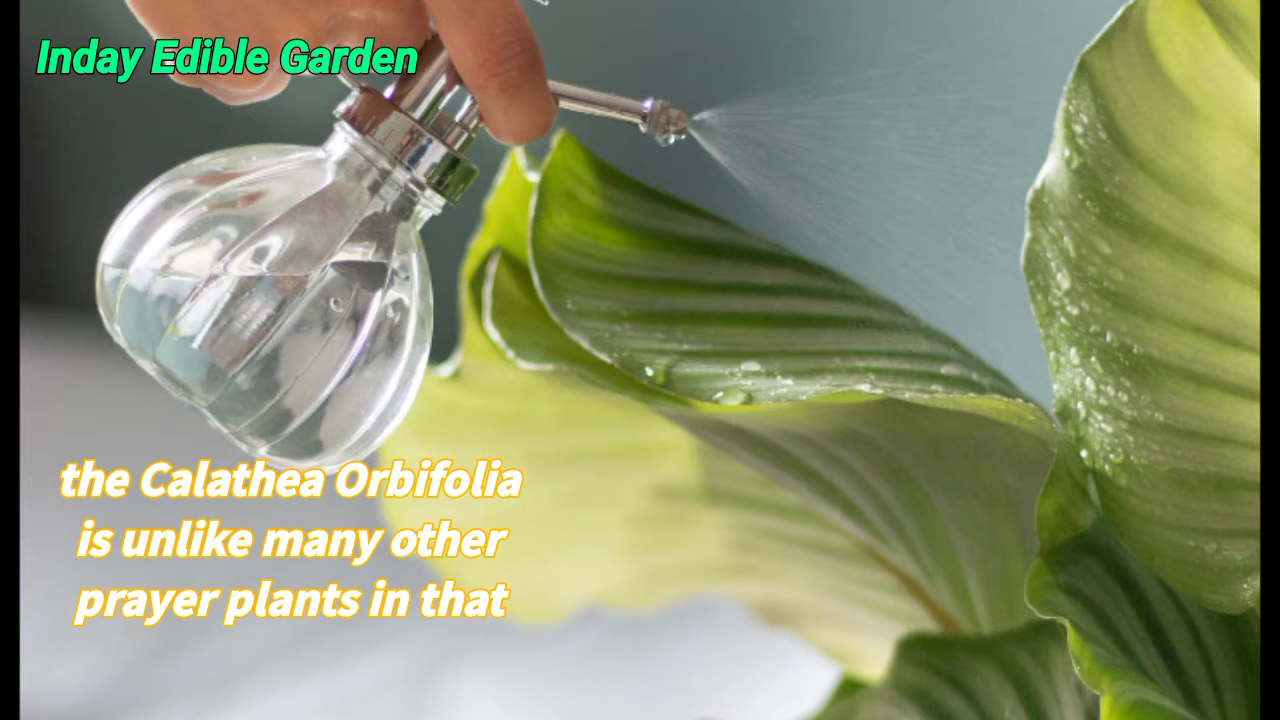 Inday Edible Garden
the Calathea Orbifolia
is unlike many other
prayer plants in that